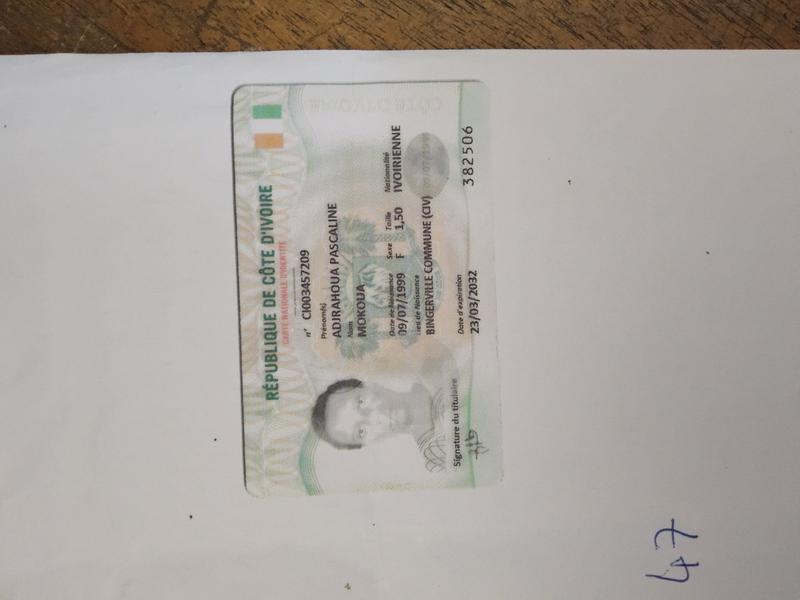 RÉPUBLIQUE DE CÔTE D'IVOIRE
CARTE NATIONALE D'IDENTITÉ
n° CI003457209
Prénom(s)
ADJRAHOUA PASCALINE
Nom
MOKOUA
Date de Naissance Sexe Taille Nationalité
09/07/1999 F 1,50 IVOIRIENNE
Lieu de Naissance
BINGERVILLE COMMUNE (CIV)
Date d'expiration
23/03/2032
382506
Signature du titulaire
47